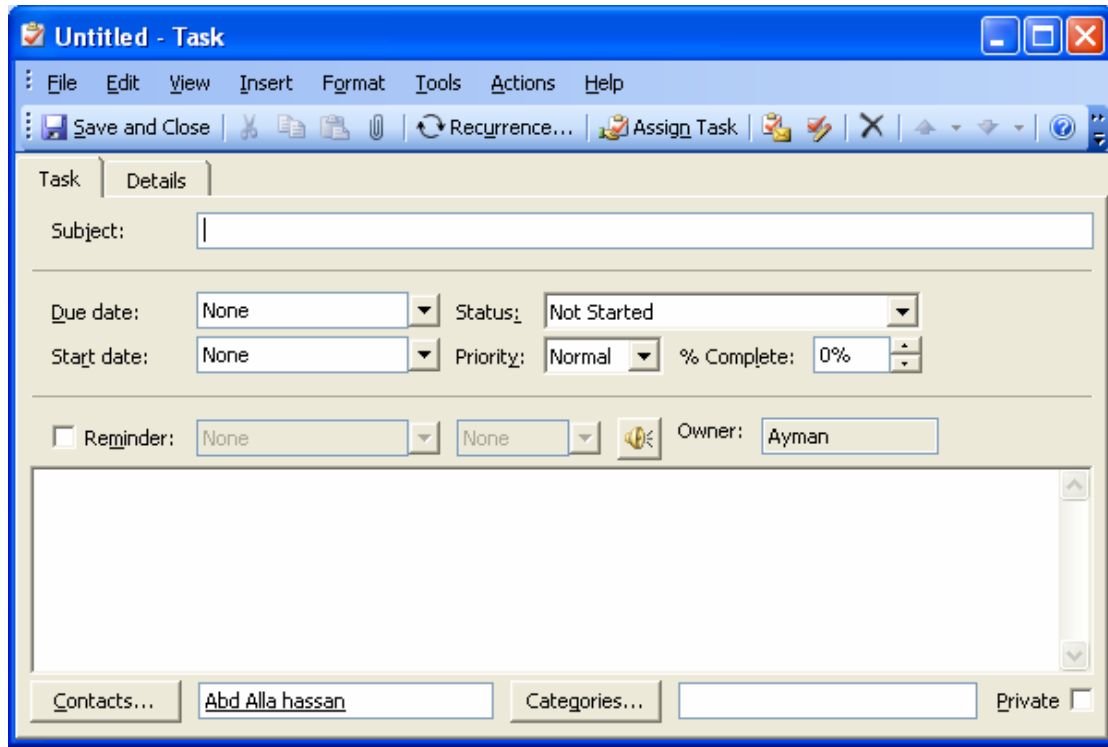 Untitled - Task
File Edit View Insert Format Tools Actions Help
Save and Close Recurrence... Assign Task
Task Details
Subject:
Due date: None Status: Not Started
Start date: None Priority: Normal % Complete: 0%
Reminder: None None Owner: Ayman
Contacts... Abd Alla hassan Categories... Private